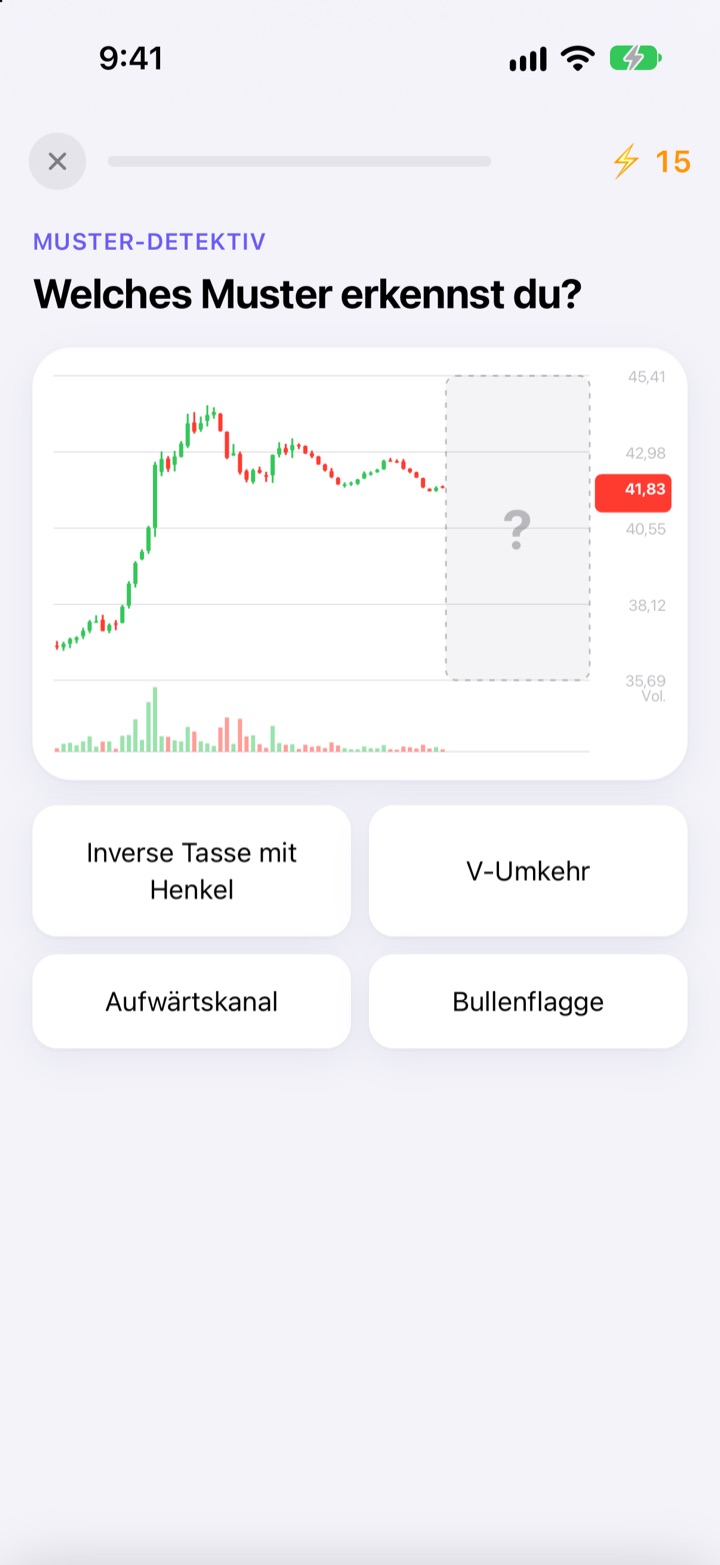 9:41
15
MUSTER-DETEKTIV
Welches Muster erkennst du?
45,41
42,98
41,83
?
40,55
38,12
35,69
Vol.
Inverse Tasse mit
Henkel
V-Umkehr
Aufwärtskanal
Bullenflagge